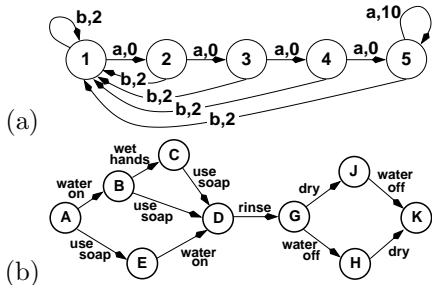 b,2
a,10
1
a,0
2
a,0
3
a,0
4
a,0
5
b,2
b,2
b,2
b,2
(a)
wet
hands
C
use
soap
J
water
on
B
dry
water
off
use
soap
A
D
rinse
G
K
use
soap
water
on
water
off
dry
E
H
(b)